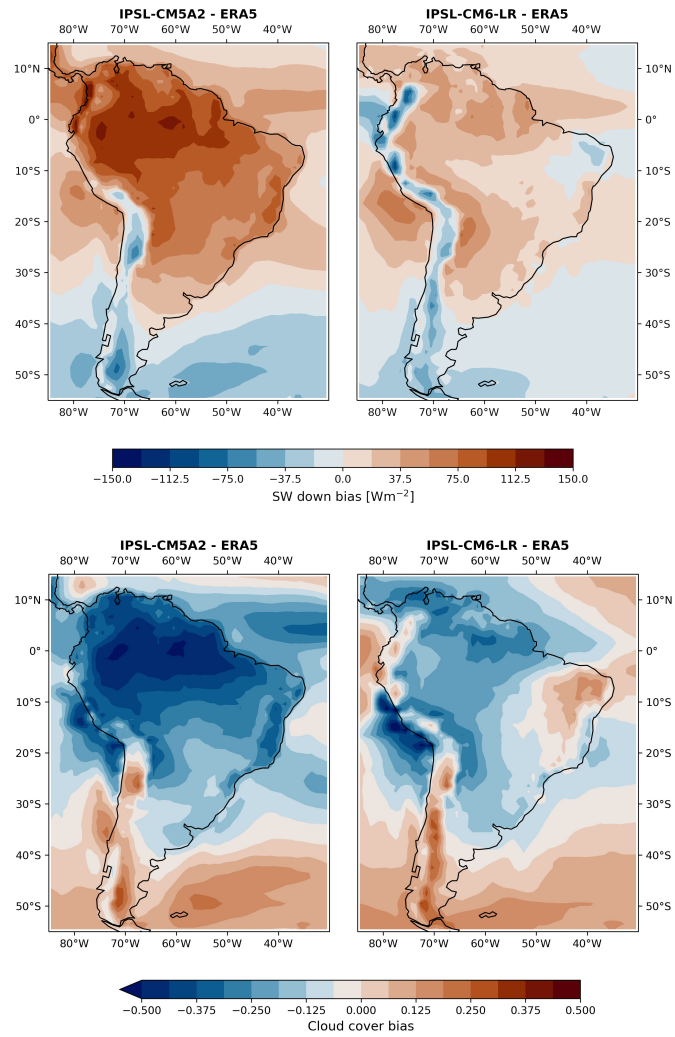 IPSL-CM5A2 - ERA5 IPSL-CM6-LR - ERA5
80°W 70°W 60°W 50°W 40°W 80°W 70°W 60°W 50°W 40°W
10°N 10°N
0° 0°
10°S 10°S
20°S 20°S
30°S 30°S
40°S 40°S
50°S 50°S
80°W 70°W 60°W 50°W 40°W 80°W 70°W 60°W 50°W 40°W
−150.0 −112.5 −75.0 −37.5 0.0 37.5 75.0 112.5 150.0
SW down bias [Wm⁻²]
IPSL-CM5A2 - ERA5 IPSL-CM6-LR - ERA5
80°W 70°W 60°W 50°W 40°W 80°W 70°W 60°W 50°W 40°W
10°N 10°N
0° 0°
10°S 10°S
20°S 20°S
30°S 30°S
40°S 40°S
50°S 50°S
80°W 70°W 60°W 50°W 40°W 80°W 70°W 60°W 50°W 40°W
−0.500 −0.375 −0.250 −0.125 0.000 0.125 0.250 0.375 0.500
Cloud cover bias